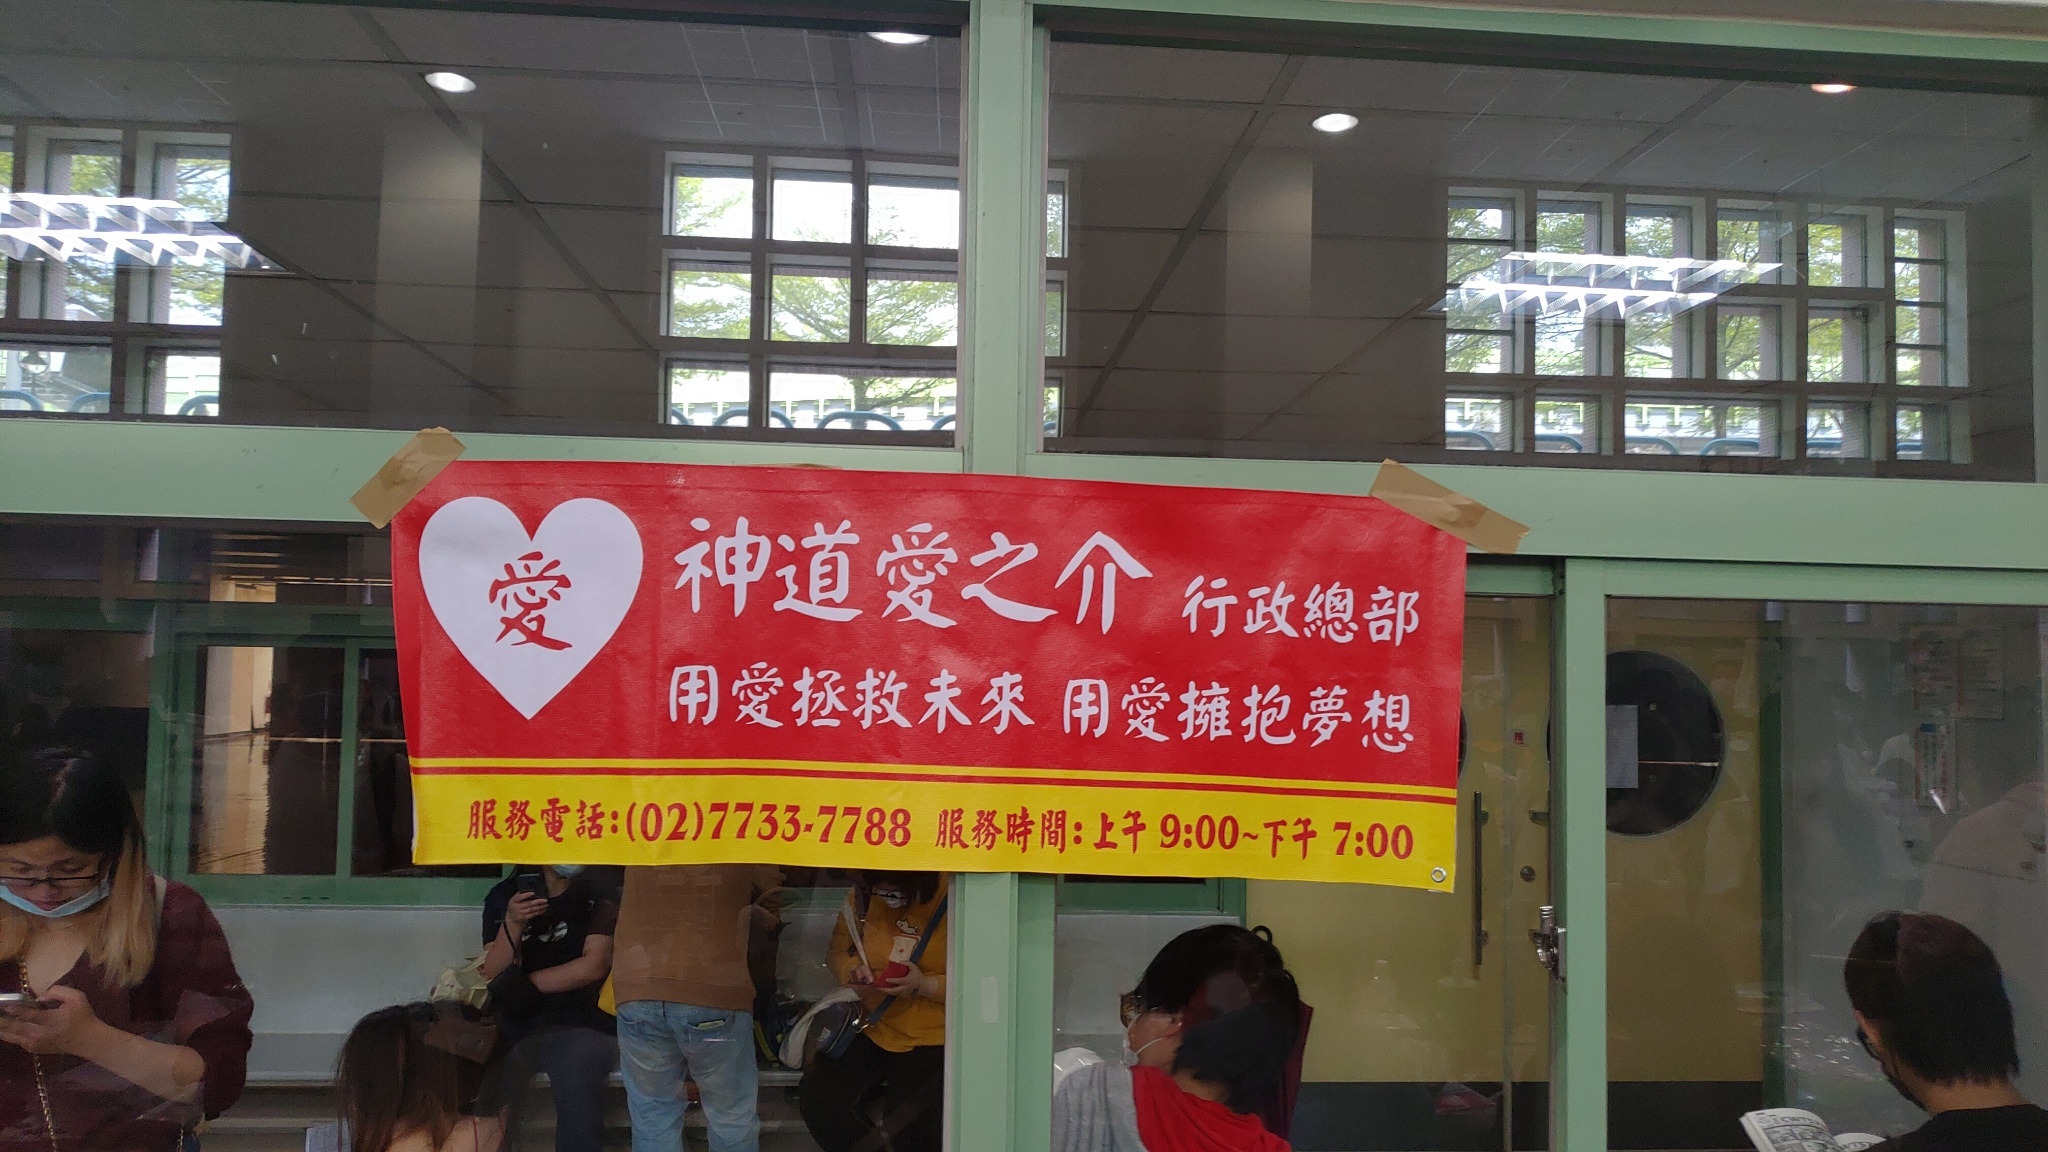 愛
神道愛之介 行政總部
用愛拯救未來 用愛擁抱夢想
服務電話:(02)7733-7788 服務時間:上午 9:00~下午 7:00